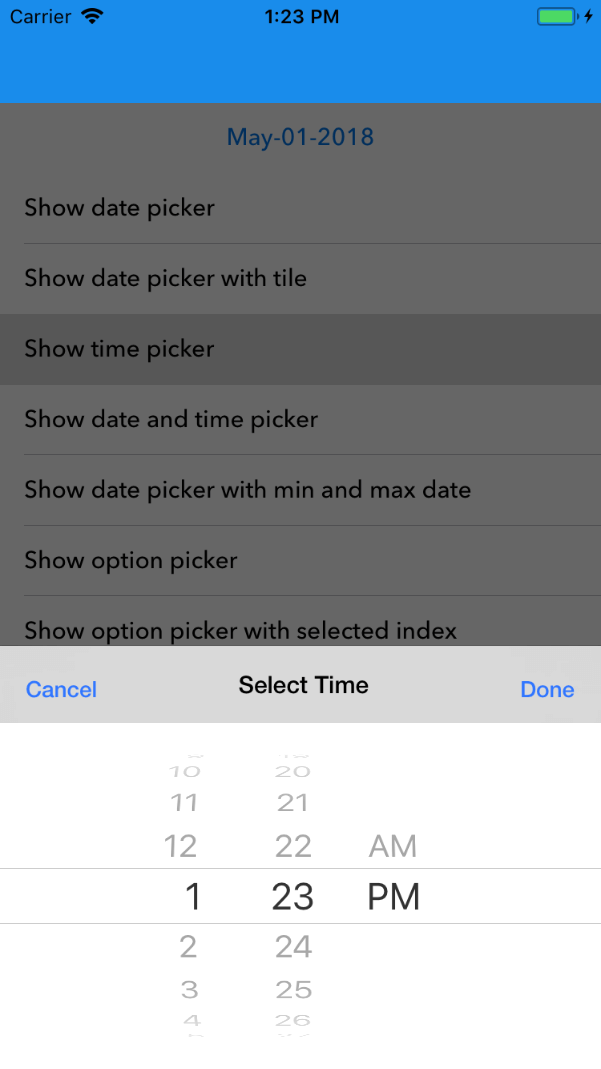 Carrier 1:23 PM
May-01-2018
Show date picker
Show date picker with tile
Show time picker
Show date and time picker
Show date picker with min and max date
Show option picker
Show option picker with selected index
Cancel Select Time Done
10 20
11 21
12 22 AM
1 23 PM
2 24
3 25
4 26